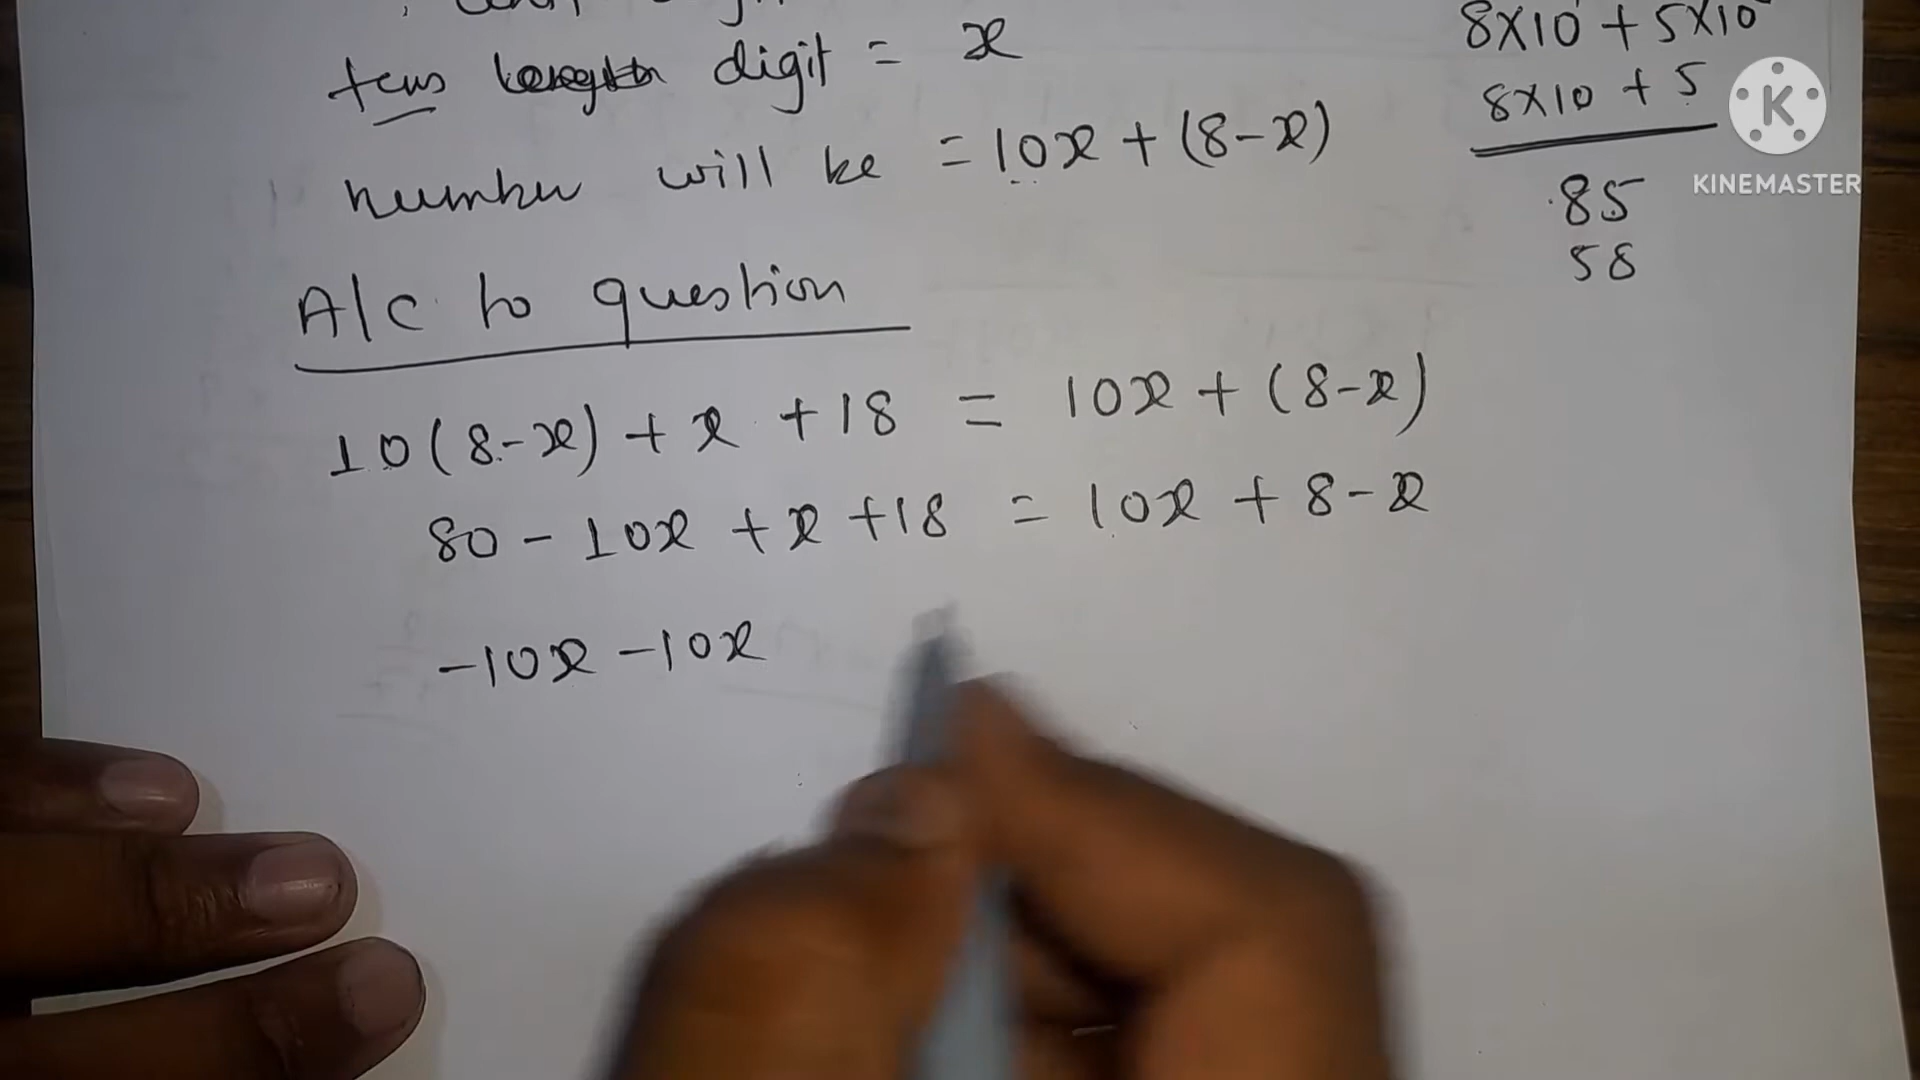 tens digit = x
number will be = 10x + (8-x)
A/C to question
10(8-x) + x + 18 = 10x + (8-x)
80 - 10x + x + 18 = 10x + 8 - x
-10x - 10x
8x10 + 5x10
8x10 + 5
85
58
K
KINEMASTER